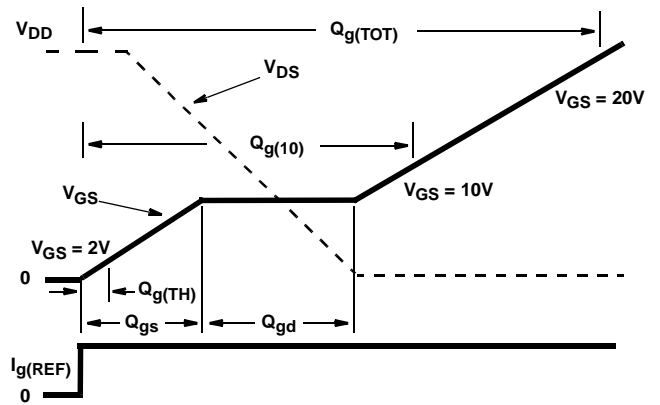 V_DD
Q_g(TOT)
V_DS
V_GS = 20V
Q_g(10)
V_GS
V_GS = 10V
V_GS = 2V
0
Q_g(TH)
Q_gs
Q_gd
I_g(REF)
0